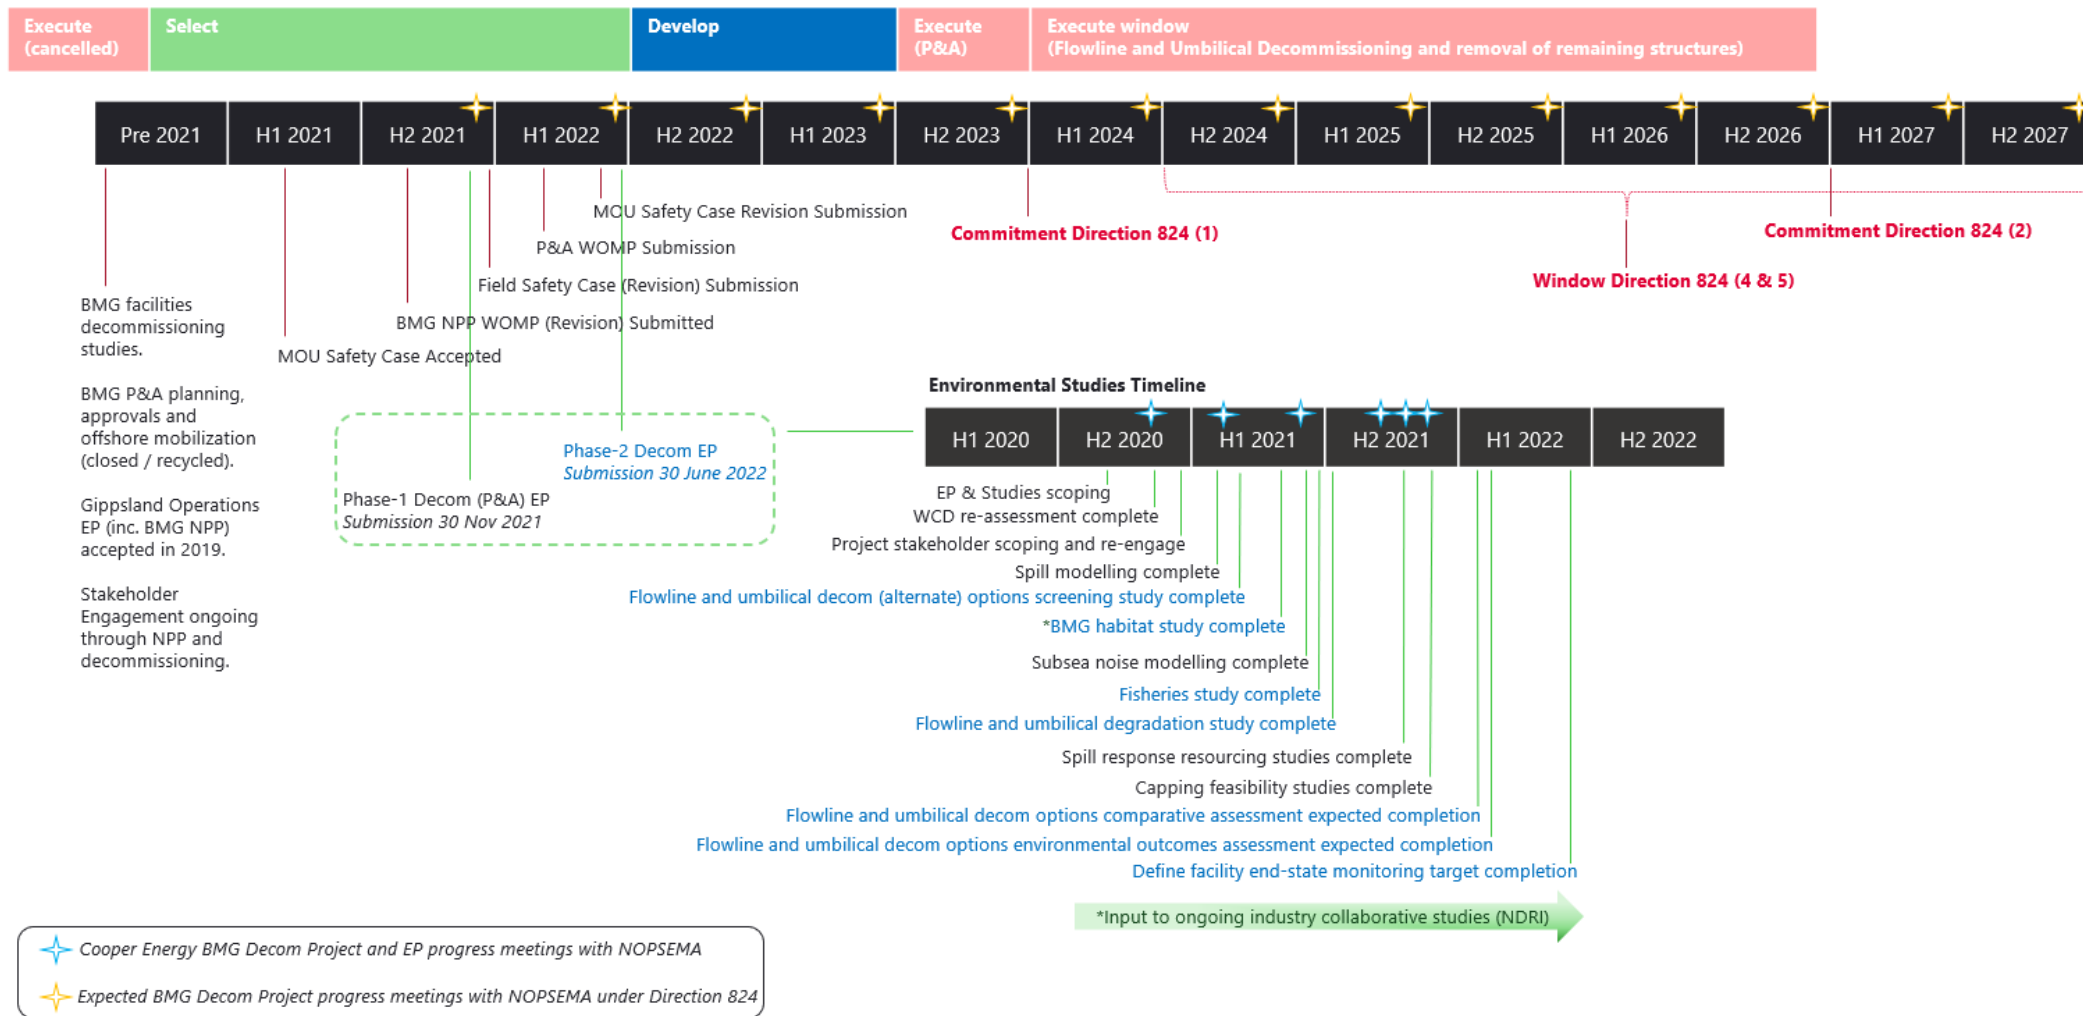 Execute
(cancelled)
Select
Develop
Execute
(P&A)
Execute window
(Flowline and Umbilical Decommissioning and removal of remaining structures)
Pre 2021
H1 2021
H2 2021
H1 2022
H2 2022
H1 2023
H2 2023
H1 2024
H2 2024
H1 2025
H2 2025
H1 2026
H2 2026
H1 2027
H2 2027
MOU Safety Case Revision Submission
P&A WOMP Submission
Field Safety Case (Revision) Submission
BMG NPP WOMP (Revision) Submitted
MOU Safety Case Accepted
Commitment Direction 824 (1)
Commitment Direction 824 (2)
Window Direction 824 (4 & 5)
BMG facilities
decommissioning
studies.
BMG P&A planning,
approvals and
offshore mobilization
(closed / recycled).
Gippsland Operations
EP (inc. BMG NPP)
accepted in 2019.
Stakeholder
Engagement ongoing
through NPP and
decommissioning.
Phase-2 Decom EP
Submission 30 June 2022
Phase-1 Decom (P&A) EP
Submission 30 Nov 2021
Environmental Studies Timeline
H1 2020
H2 2020
H1 2021
H2 2021
H1 2022
H2 2022
EP & Studies scoping
WCD re-assessment complete
Project stakeholder scoping and re-engage
Spill modelling complete
Flowline and umbilical decom (alternate) options screening study complete
*BMG habitat study complete
Subsea noise modelling complete
Fisheries study complete
Flowline and umbilical degradation study complete
Spill response resourcing studies complete
Capping feasibility studies complete
Flowline and umbilical decom options comparative assessment expected completion
Flowline and umbilical decom options environmental outcomes assessment expected completion
Define facility end-state monitoring target completion
*Input to ongoing industry collaborative studies (NDRI)
Cooper Energy BMG Decom Project and EP progress meetings with NOPSEMA
Expected BMG Decom Project progress meetings with NOPSEMA under Direction 824